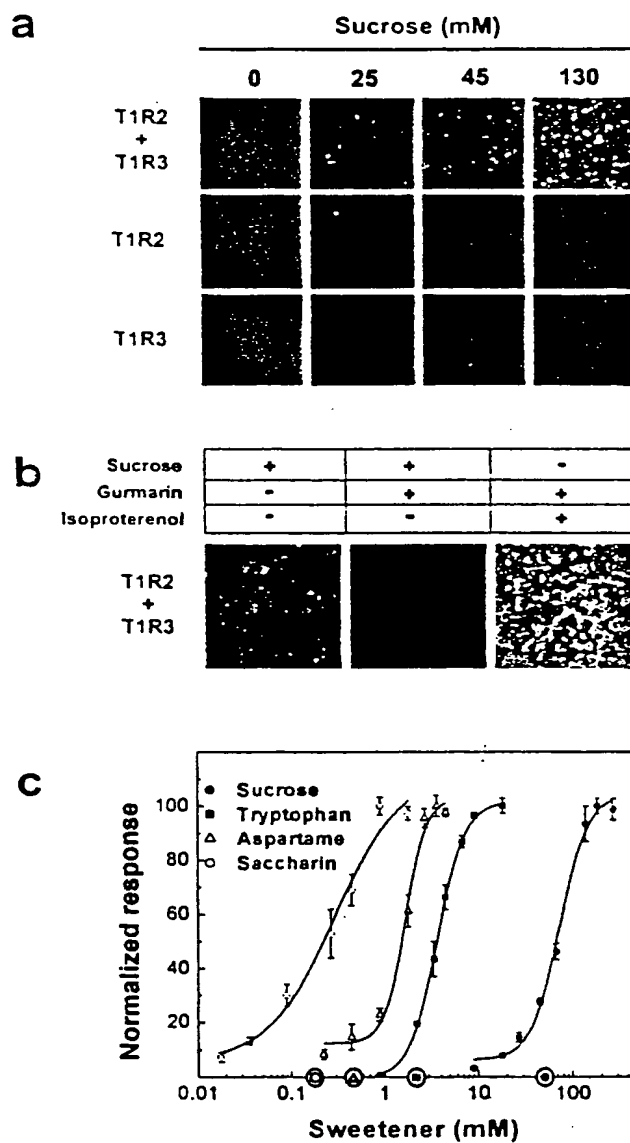 a
Sucrose (mM)
0 25 45 130
T1R2
+
T1R3
T1R2
T1R3
b
Sucrose + + -
Gurmarin - + +
Isoproterenol - - +
T1R2
+
T1R3
c
Normalized response
100
80
60
40
20
Sucrose
Tryptophan
Aspartame
Saccharin
0.01 0.1 1 10 100
Sweetener (mM)